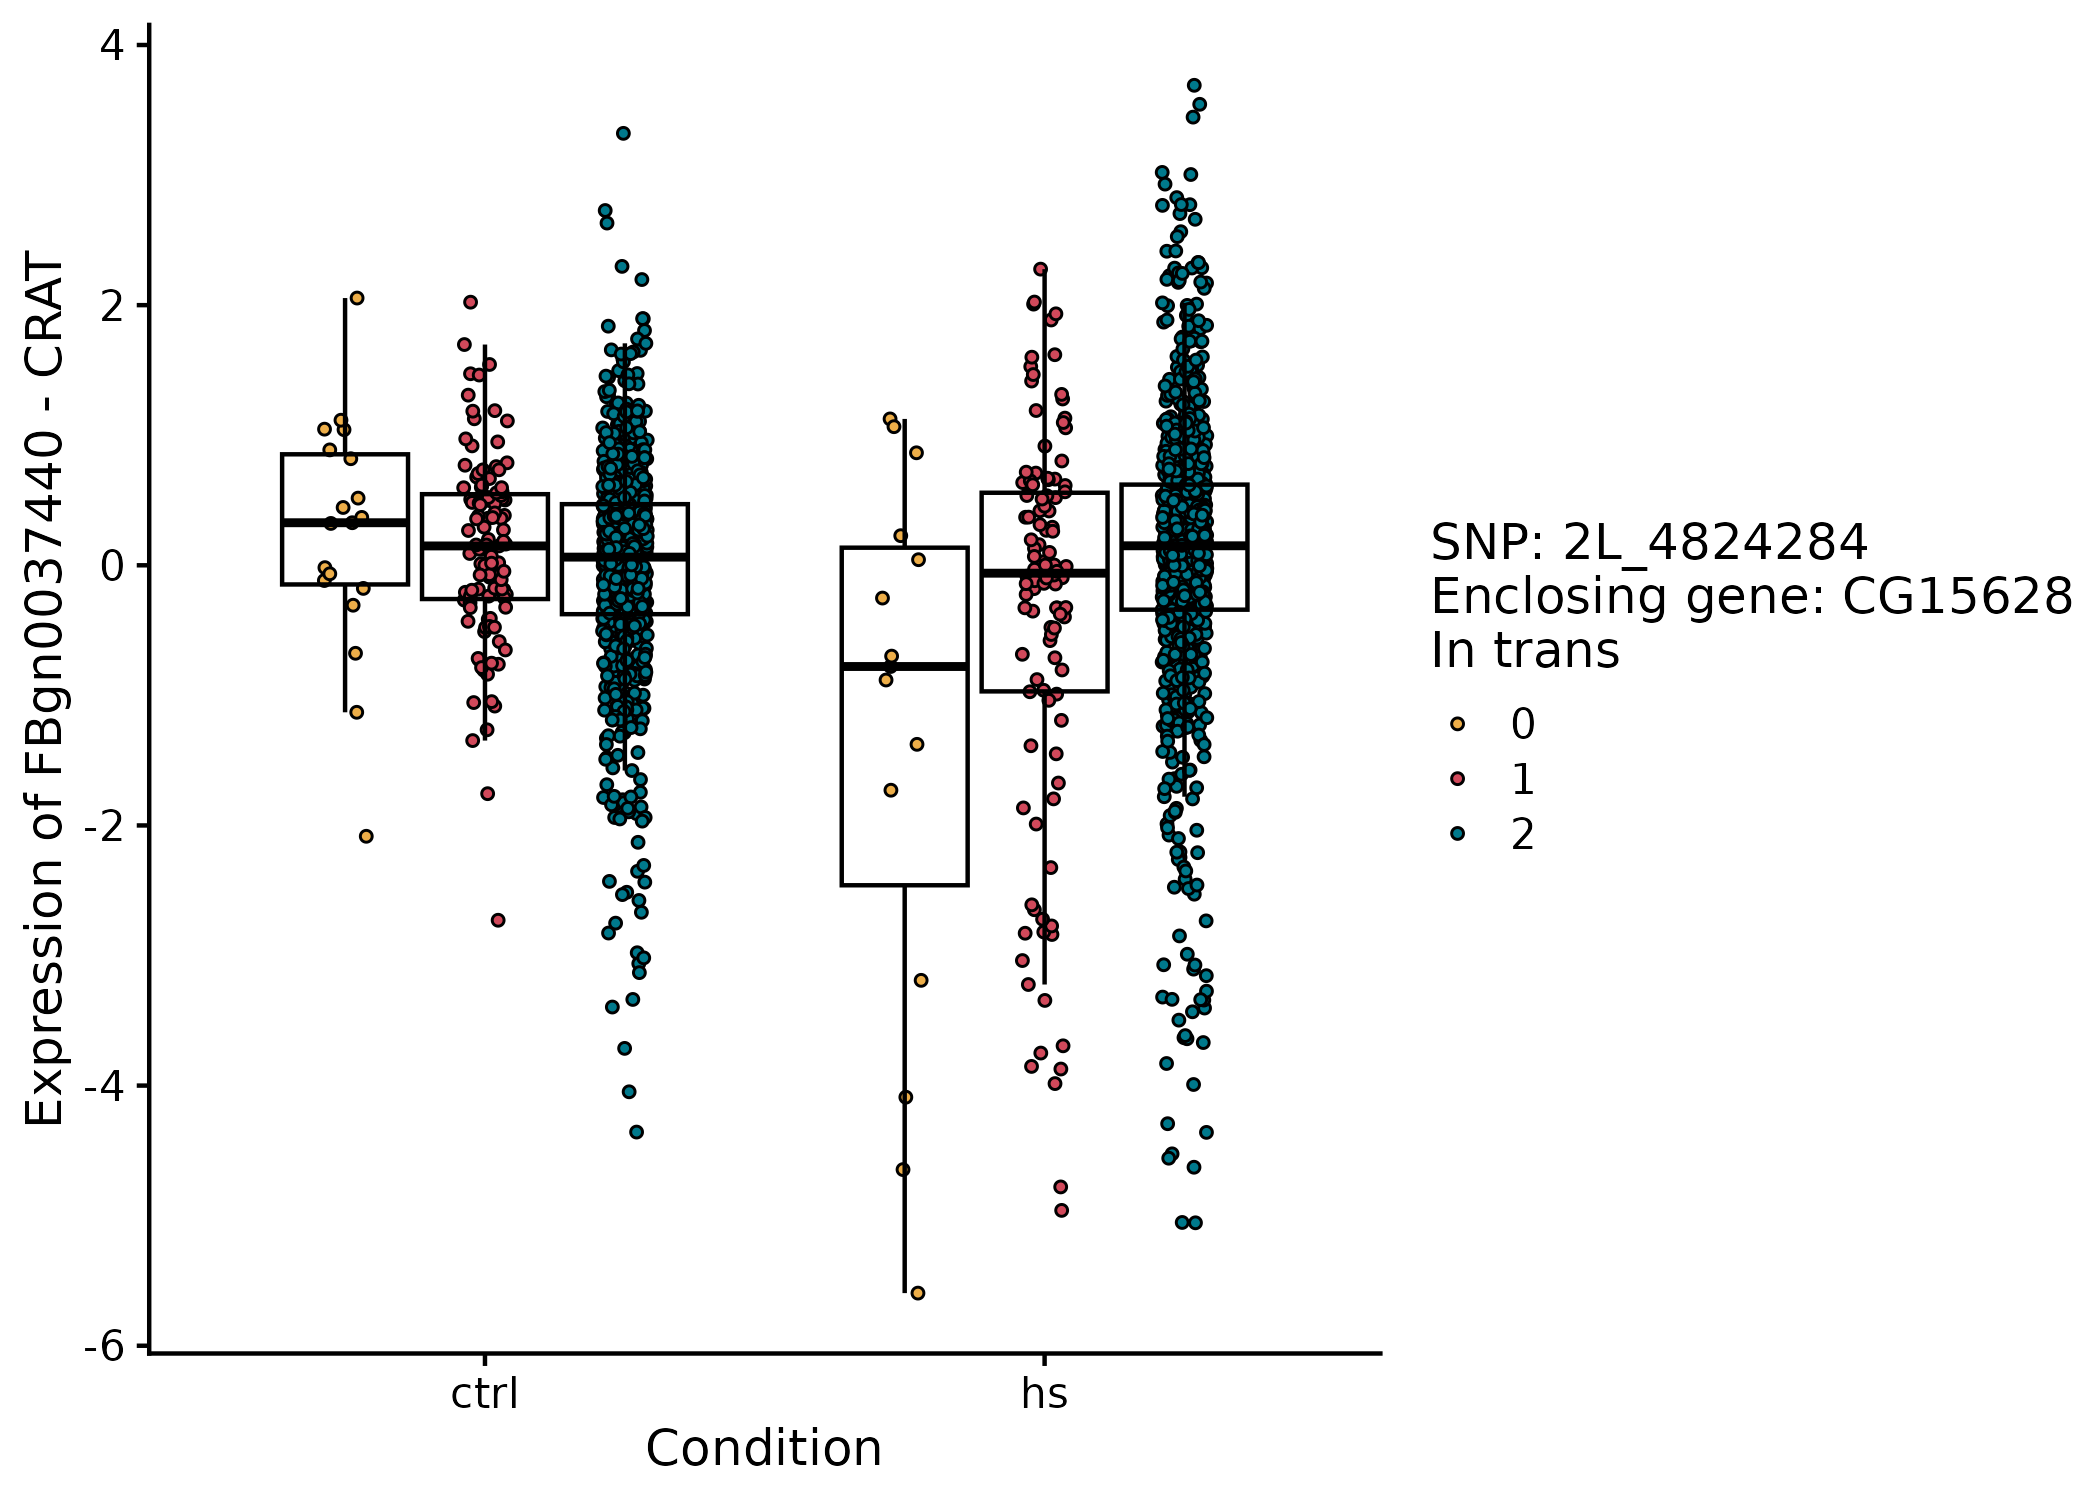 Expression of FBgn0037440 - CRAT
4
2
0
-2
-4
-6
ctrl
hs
Condition
SNP: 2L_4824284
Enclosing gene: CG15628
In trans
0
1
2